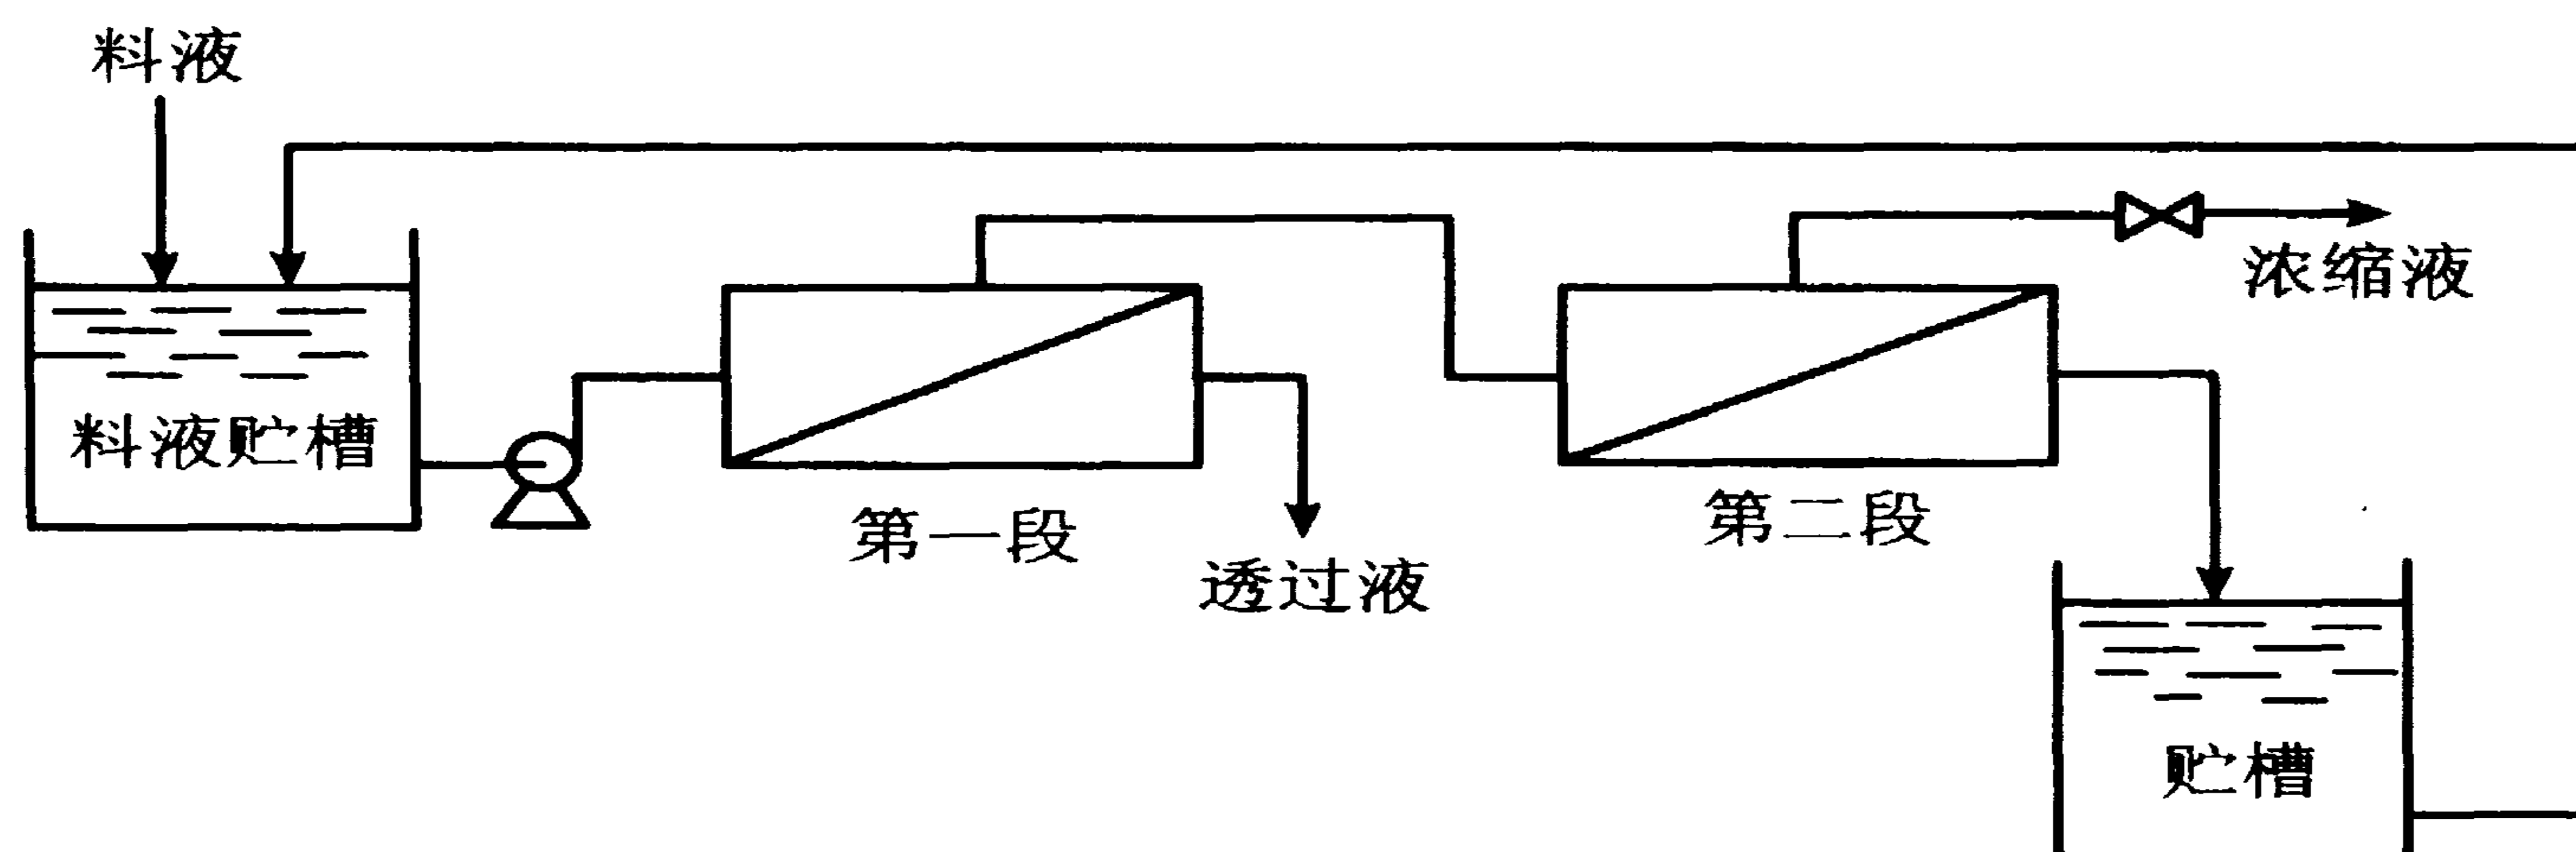 料液
浓缩液
料液贮槽
第一段
第二段
透过液
贮槽